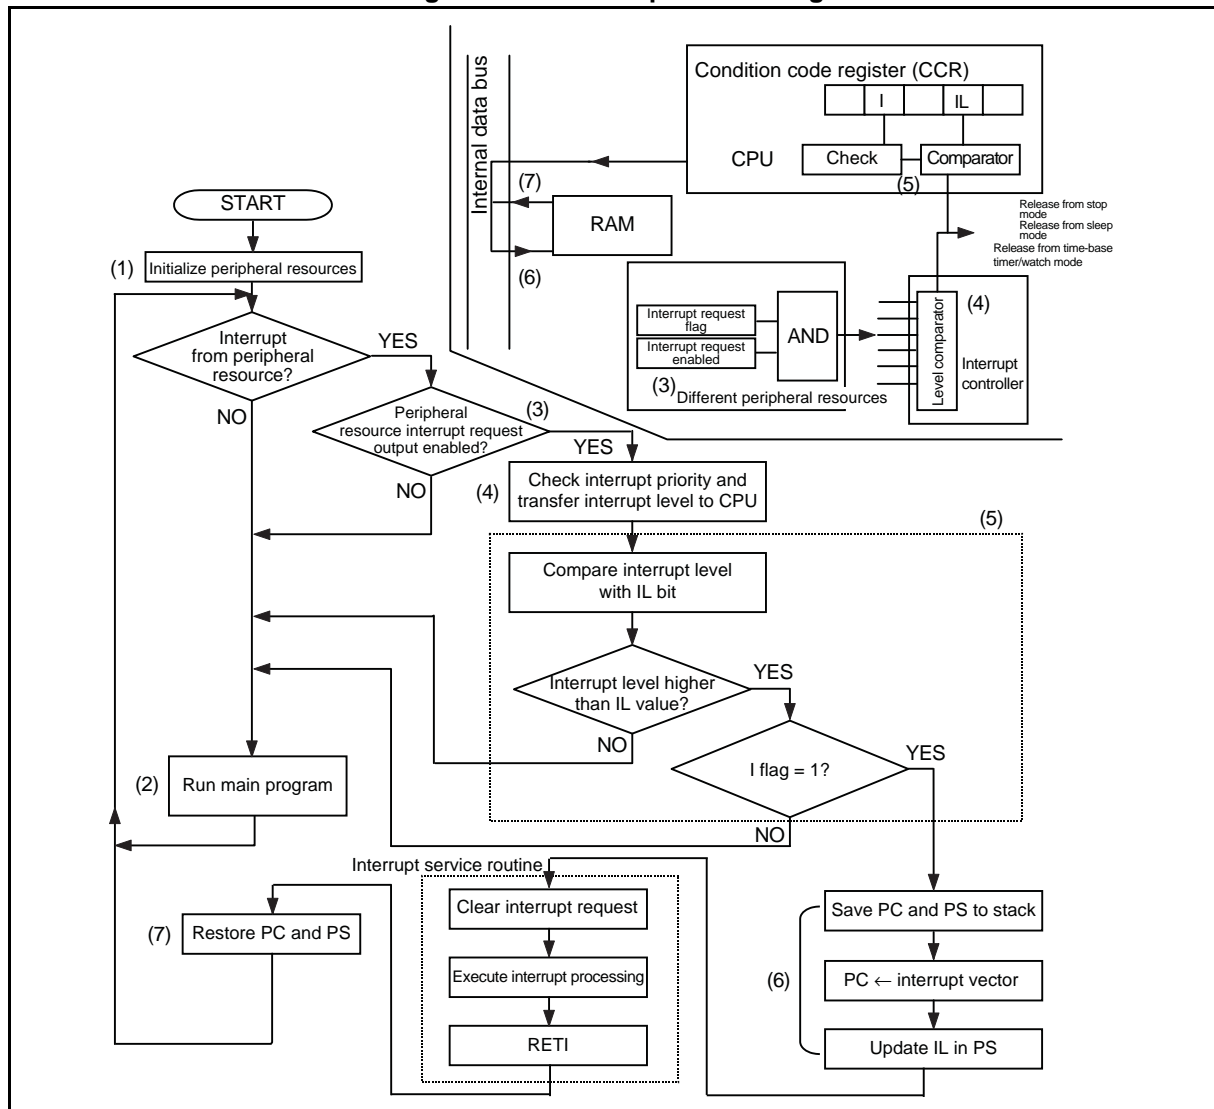 Internal data bus
Condition code register (CCR)
I
IL
CPU
Check
Comparator
(5)
(7)
RAM
(6)
Release from stop
mode
Release from sleep
mode
Release from time-base
timer/watch mode
Interrupt request
flag
Interrupt request
enabled
AND
(3)
Different peripheral resources
Level comparator
(4)
Interrupt
controller
START
(1)
Initialize peripheral resources
Interrupt
from peripheral
resource?
YES
NO
Peripheral
resource interrupt request
output enabled?
(3)
YES
NO
(4)
Check interrupt priority and
transfer interrupt level to CPU
(5)
Compare interrupt level
with IL bit
Interrupt level higher
than IL value?
YES
NO
I flag = 1?
YES
NO
(2)
Run main program
Interrupt service routine
Clear interrupt request
Execute interrupt processing
RETI
(7)
Restore PC and PS
Save PC and PS to stack
(6)
PC ← interrupt vector
Update IL in PS